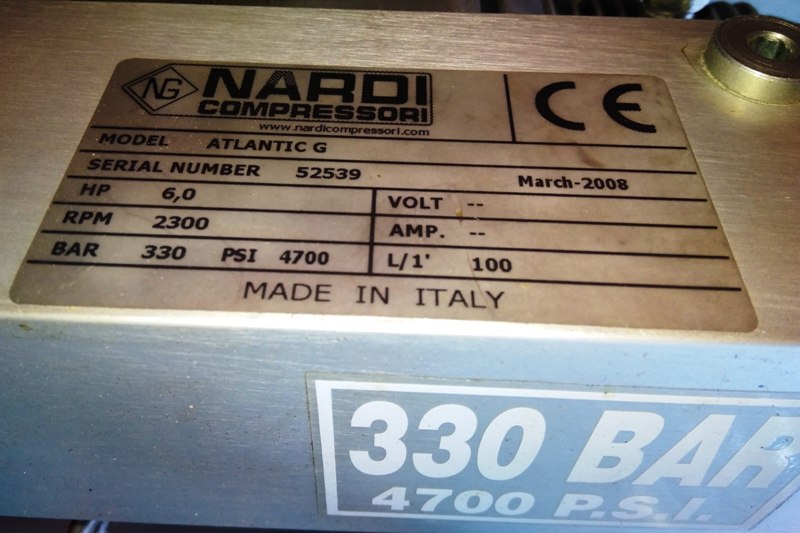 NG NARDI
COMPRESSORI
www.nardicompressori.com
CE
MODEL ATLANTIC G
SERIAL NUMBER 52539 March-2008
HP 6,0 VOLT --
RPM 2300 AMP. --
BAR 330 PSI 4700 L/1' 100
MADE IN ITALY
330 BAR
4700 P.S.I.